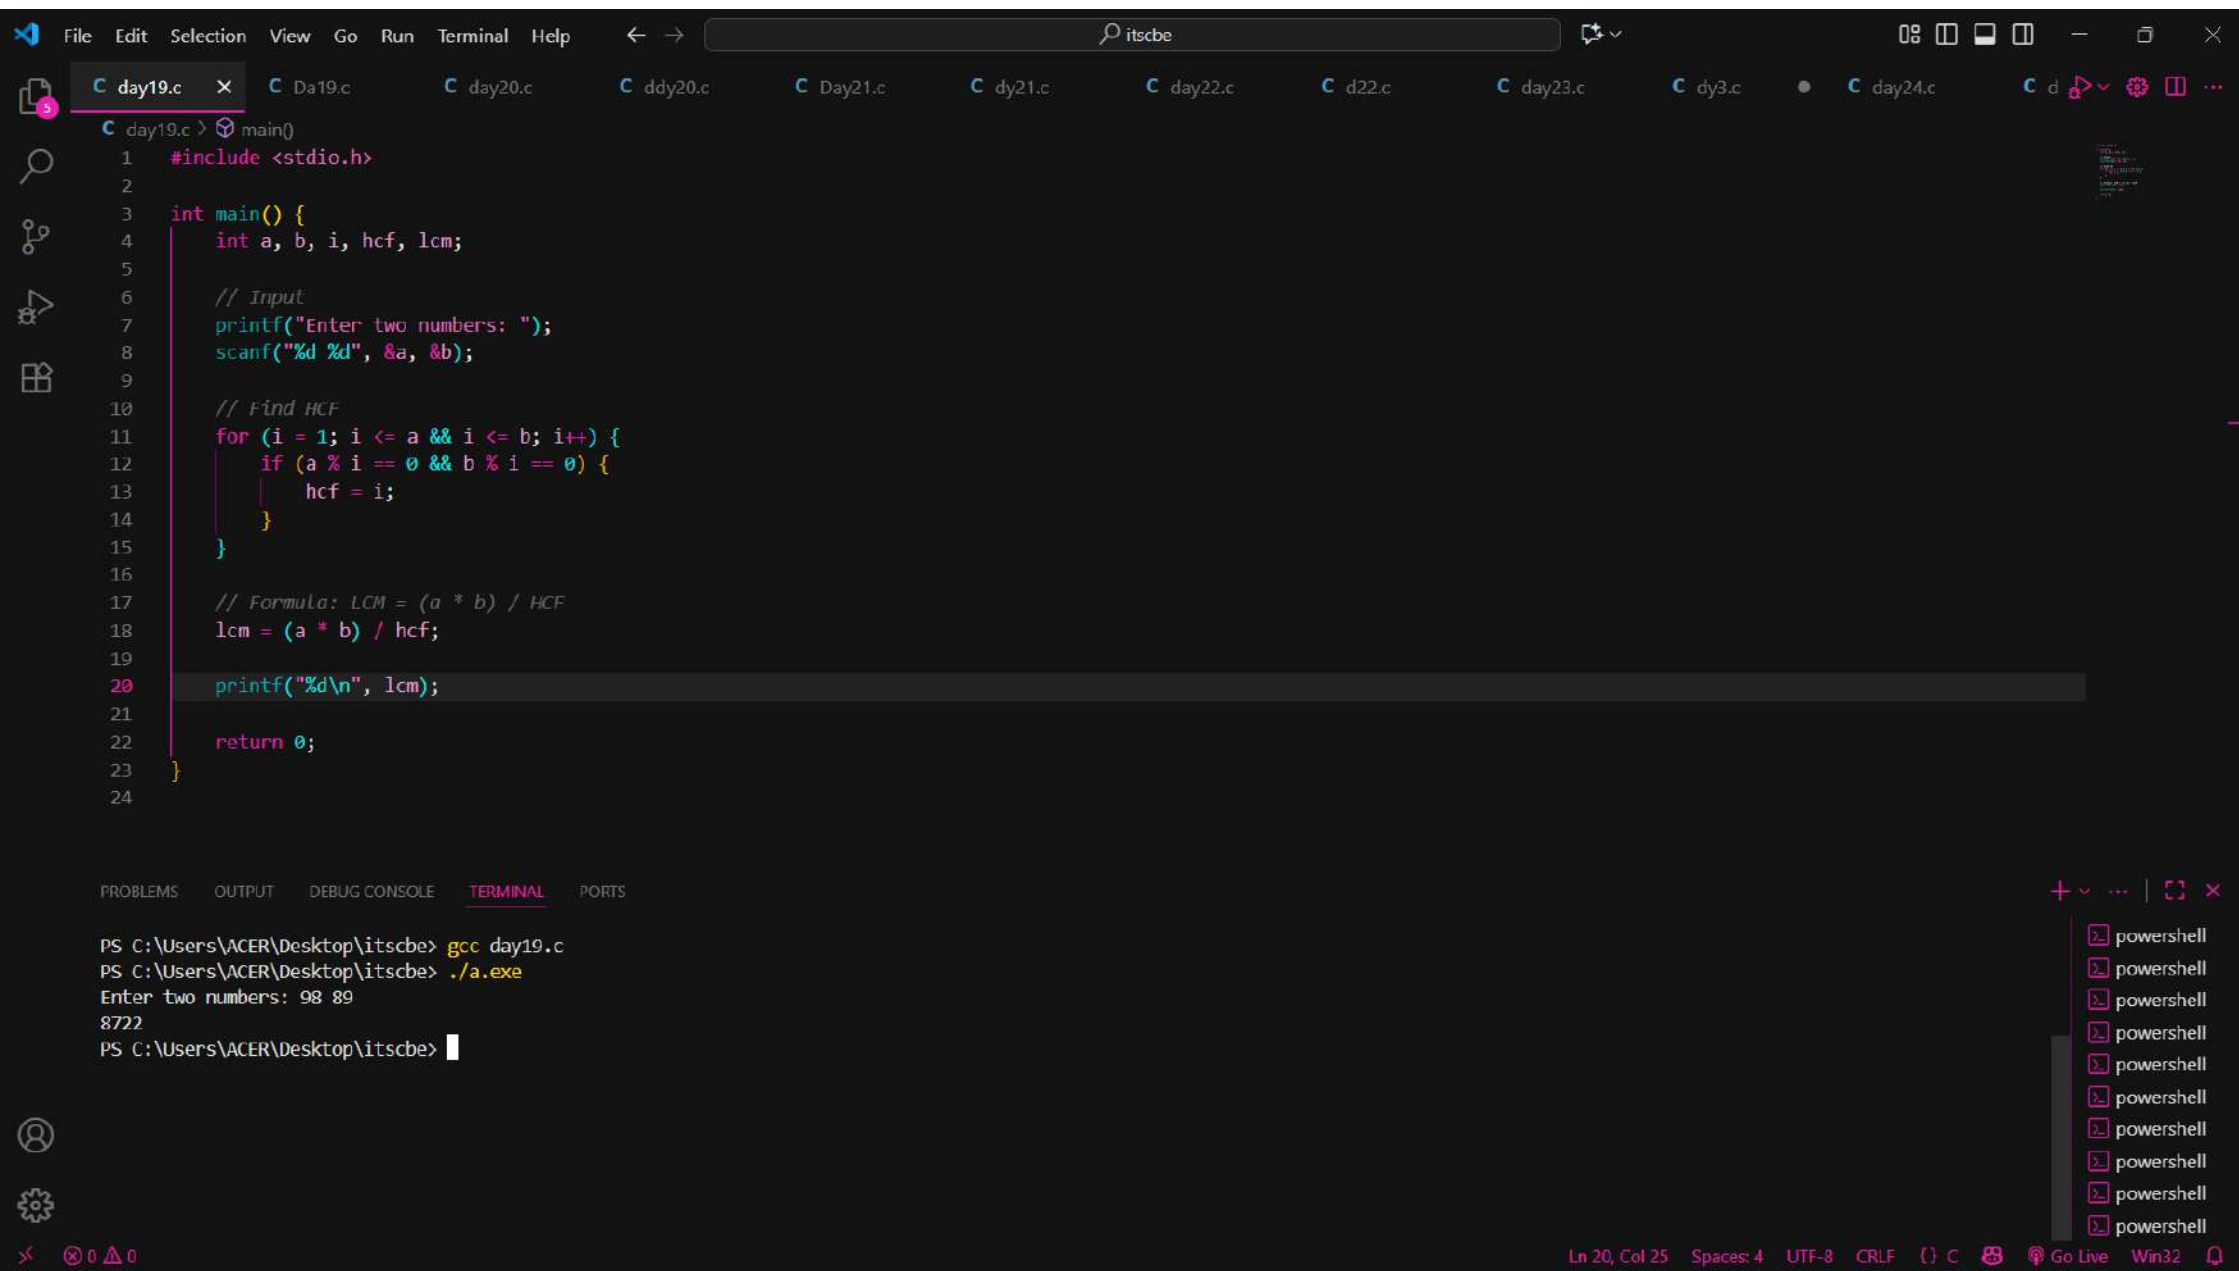 File Edit Selection View Go Run Terminal Help itscbe
day19.c Da19.c day20.c ddy20.c Day21.c dy21.c day22.c d22.c day23.c dy3.c day24.c d
5
C day19.c > main()
1 #include <stdio.h>
2
3 int main() {
4 int a, b, i, hcf, lcm;
5
6 // Input
7 printf("Enter two numbers: ");
8 scanf("%d %d", &a, &b);
9
10 // Find HCF
11 for (i = 1; i <= a && i <= b; i++) {
12 if (a % i == 0 && b % i == 0) {
13 hcf = i;
14 }
15 }
16
17 // Formula: LCM = (a * b) / HCF
18 lcm = (a * b) / hcf;
19
20 printf("%d\n", lcm);
21
22 return 0;
23 }
24
PROBLEMS OUTPUT DEBUG CONSOLE TERMINAL PORTS
PS C:\Users\ACER\Desktop\itscbe> gcc day19.c
PS C:\Users\ACER\Desktop\itscbe> ./a.exe
Enter two numbers: 98 89
8722
PS C:\Users\ACER\Desktop\itscbe>
powershell
powershell
powershell
powershell
powershell
powershell
powershell
powershell
powershell
powershell
0 0 Ln 20, Col 25 Spaces: 4 UTF-8 CRLF {} C Go Live Win32